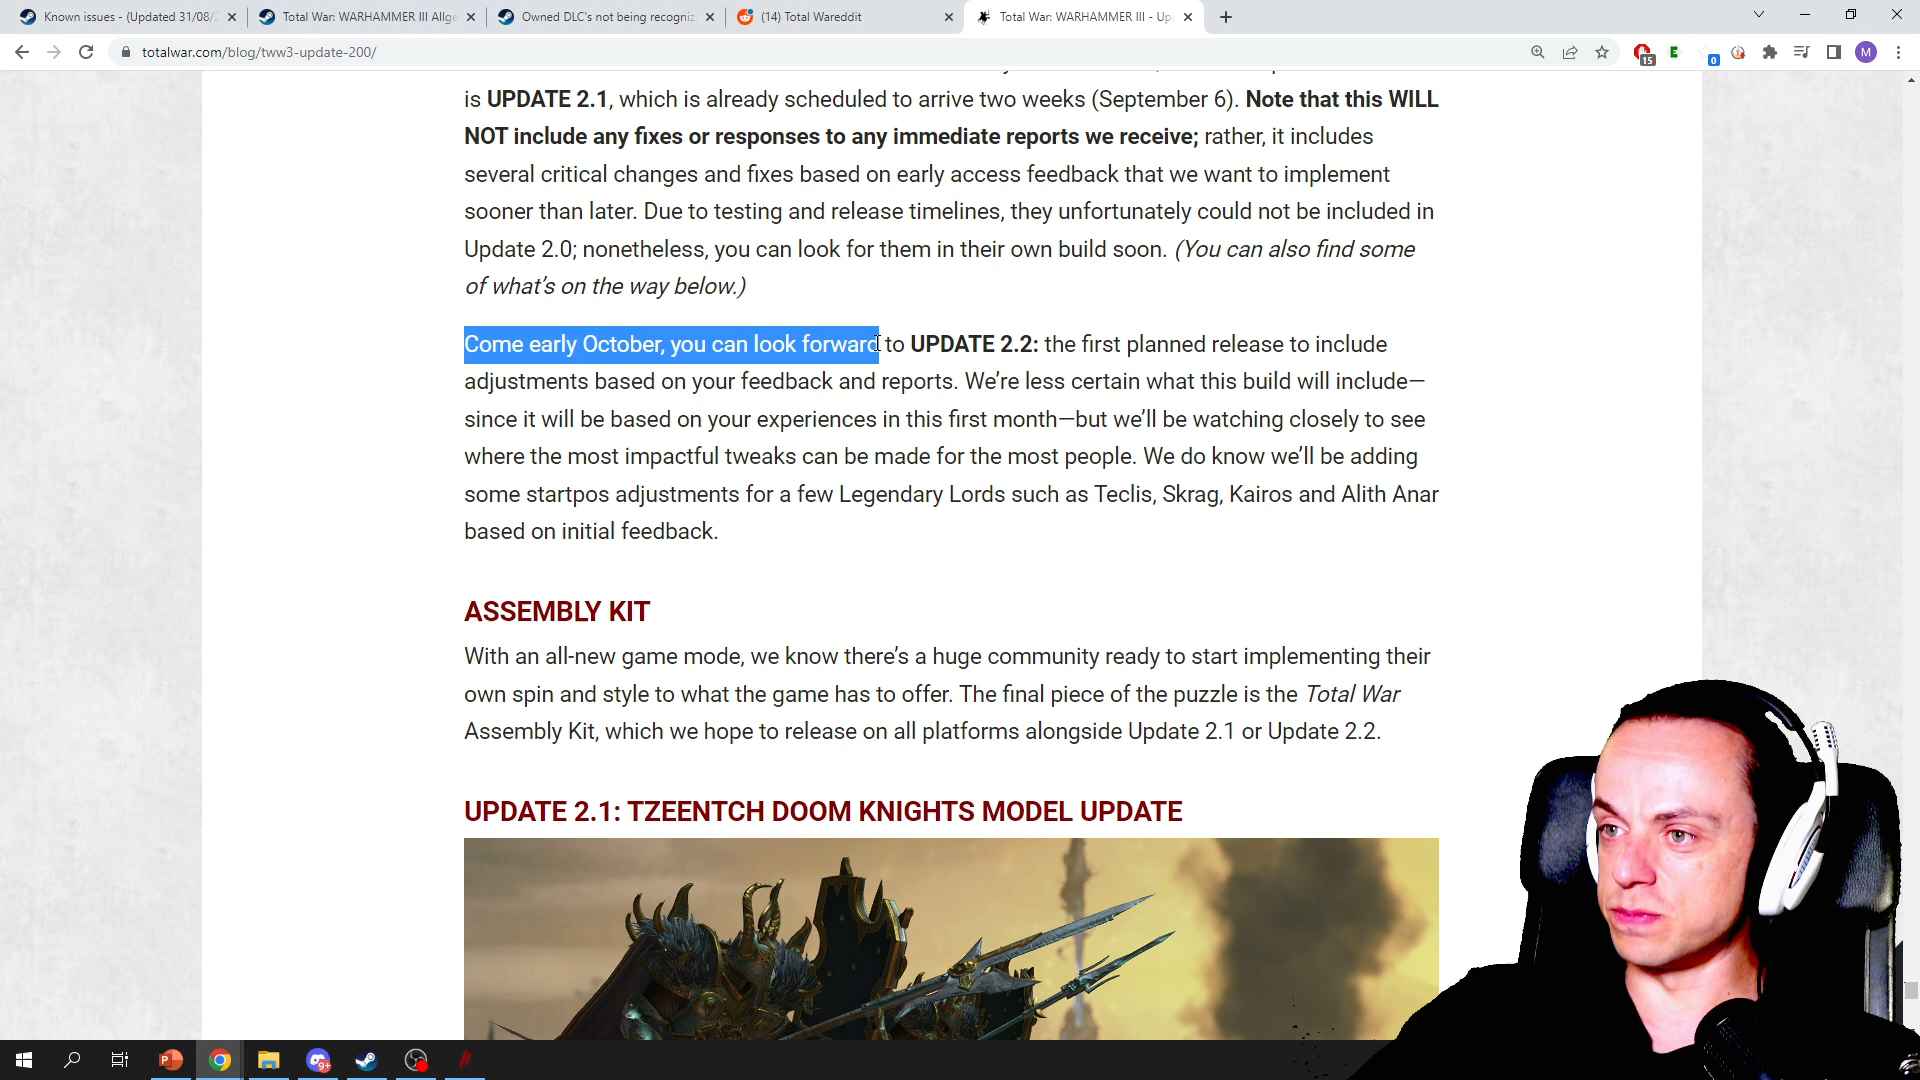 Known issues - (Updated 31/08/2
Total War: WARHAMMER III Allge
Owned DLC's not being recogniz
(14) Total Wareddit
Total War: WARHAMMER III - Up
totalwar.com/blog/tww3-update-200/
15
0
M
is UPDATE 2.1, which is already scheduled to arrive two weeks (September 6). Note that this WILL
NOT include any fixes or responses to any immediate reports we receive; rather, it includes
several critical changes and fixes based on early access feedback that we want to implement
sooner than later. Due to testing and release timelines, they unfortunately could not be included in
Update 2.0; nonetheless, you can look for them in their own build soon. (You can also find some
of what’s on the way below.)
Come early October, you can look forward to UPDATE 2.2: the first planned release to include
adjustments based on your feedback and reports. We’re less certain what this build will include—
since it will be based on your experiences in this first month—but we’ll be watching closely to see
where the most impactful tweaks can be made for the most people. We do know we’ll be adding
some startpos adjustments for a few Legendary Lords such as Teclis, Skrag, Kairos and Alith Anar
based on initial feedback.
ASSEMBLY KIT
With an all-new game mode, we know there’s a huge community ready to start implementing their
own spin and style to what the game has to offer. The final piece of the puzzle is the Total War
Assembly Kit, which we hope to release on all platforms alongside Update 2.1 or Update 2.2.
UPDATE 2.1: TZEENTCH DOOM KNIGHTS MODEL UPDATE
9+